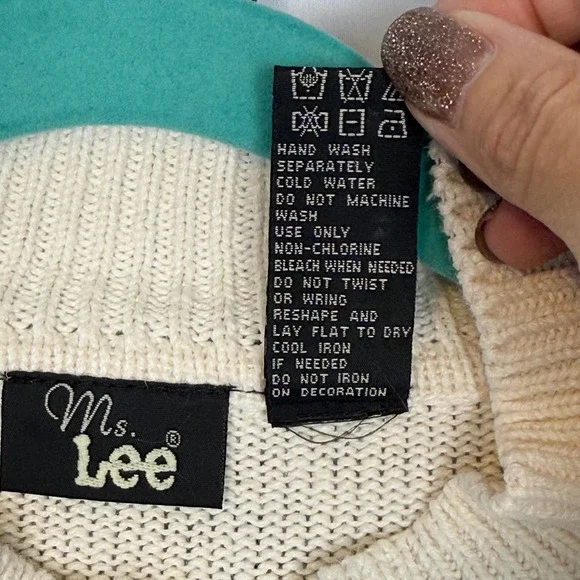 HAND WASH
SEPARATELY
COLD WATER
DO NOT MACHINE
WASH
USE ONLY
NON-CHLORINE
BLEACH WHEN NEEDED
DO NOT TWIST
OR WRING
RESHAPE AND
LAY FLAT TO DRY
COOL IRON
IF NEEDED
DO NOT IRON
ON DECORATION
Ms.
Lee®